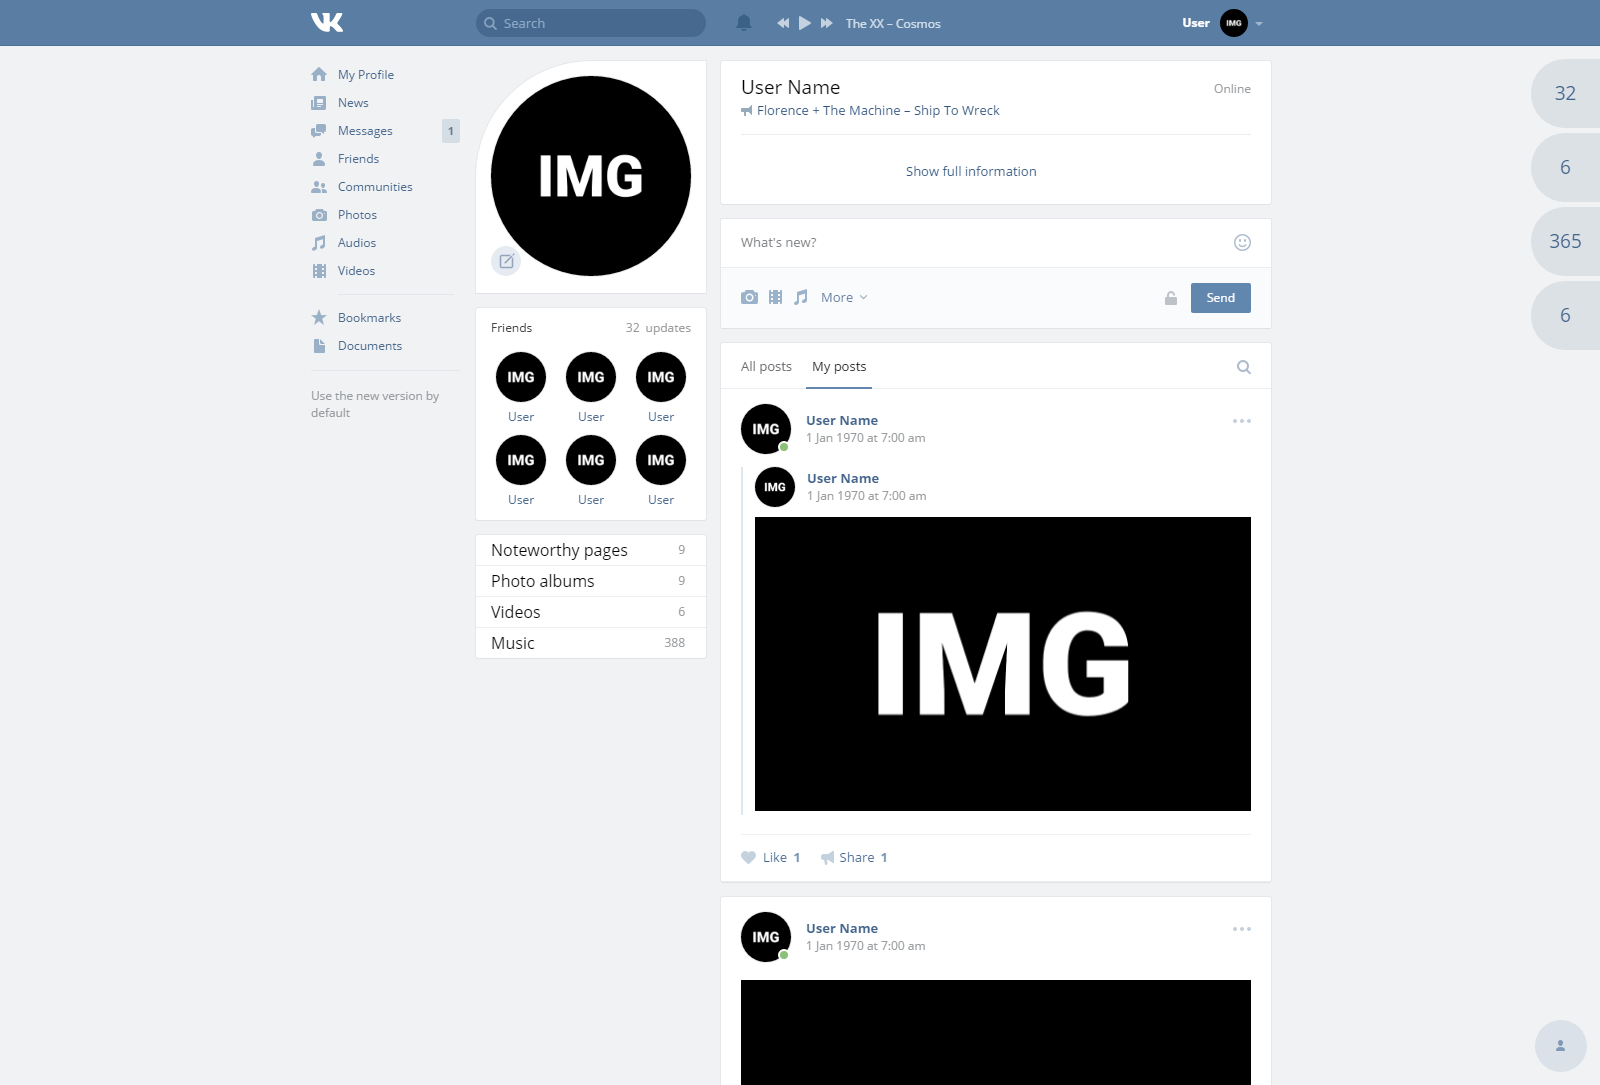 Search
The XX – Cosmos
User
IMG
My Profile
News
Messages 1
Friends
Communities
Photos
Audios
Videos
Bookmarks
Documents
Use the new version by
default
IMG
Friends 32 updates
IMG IMG IMG
User User User
IMG IMG IMG
User User User
Noteworthy pages 9
Photo albums 9
Videos 6
Music 388
User Name Online
Florence + The Machine – Ship To Wreck
Show full information
What's new?
More Send
All posts My posts
IMG
User Name
1 Jan 1970 at 7:00 am
IMG
User Name
1 Jan 1970 at 7:00 am
IMG
Like 1 Share 1
IMG
User Name
1 Jan 1970 at 7:00 am
32
6
365
6